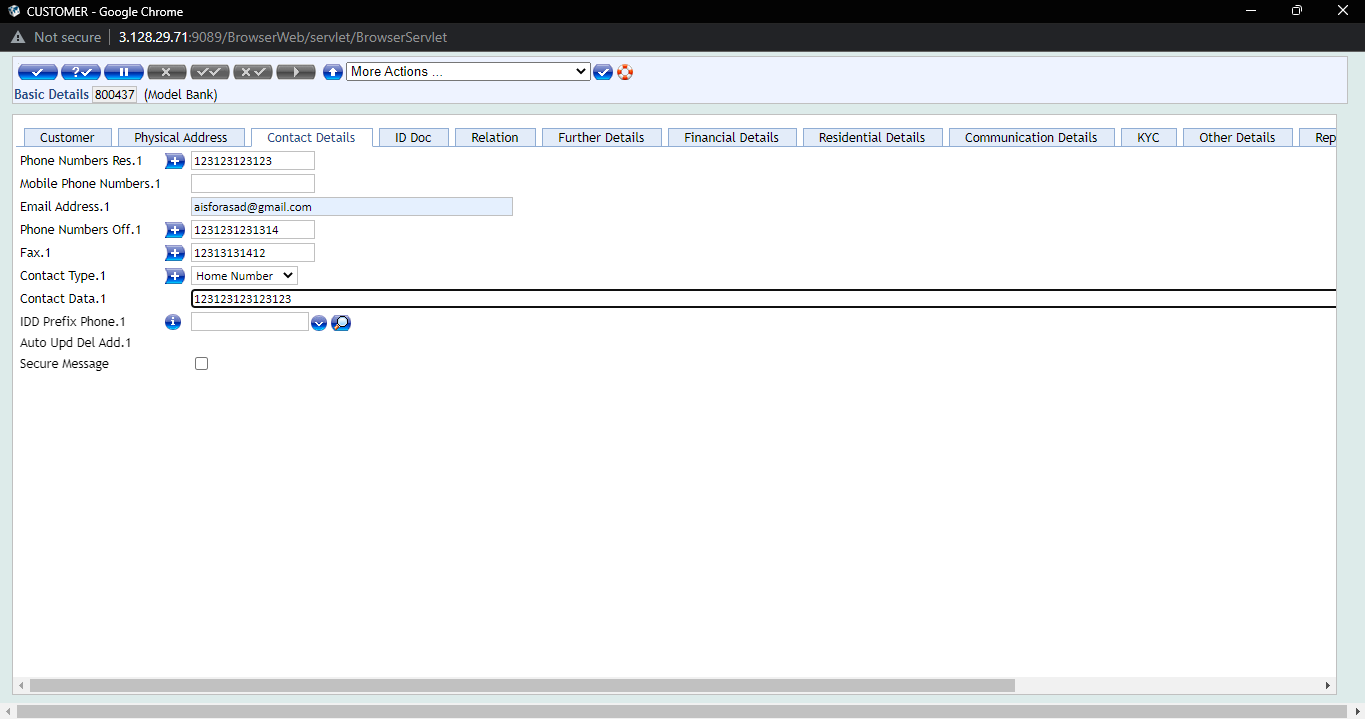 CUSTOMER - Google Chrome
Not secure 3.128.29.71:9089/BrowserWeb/servlet/BrowserServlet
More Actions ...
Basic Details 800437 (Model Bank)
Customer Physical Address Contact Details ID Doc Relation Further Details Financial Details Residential Details Communication Details KYC Other Details Rep
Phone Numbers Res.1 123123123123
Mobile Phone Numbers.1
Email Address.1 aisforasad@gmail.com
Phone Numbers Off.1 1231231231314
Fax.1 12313131412
Contact Type.1 Home Number
Contact Data.1 123123123123123
IDD Prefix Phone.1
Auto Upd Del Add.1
Secure Message